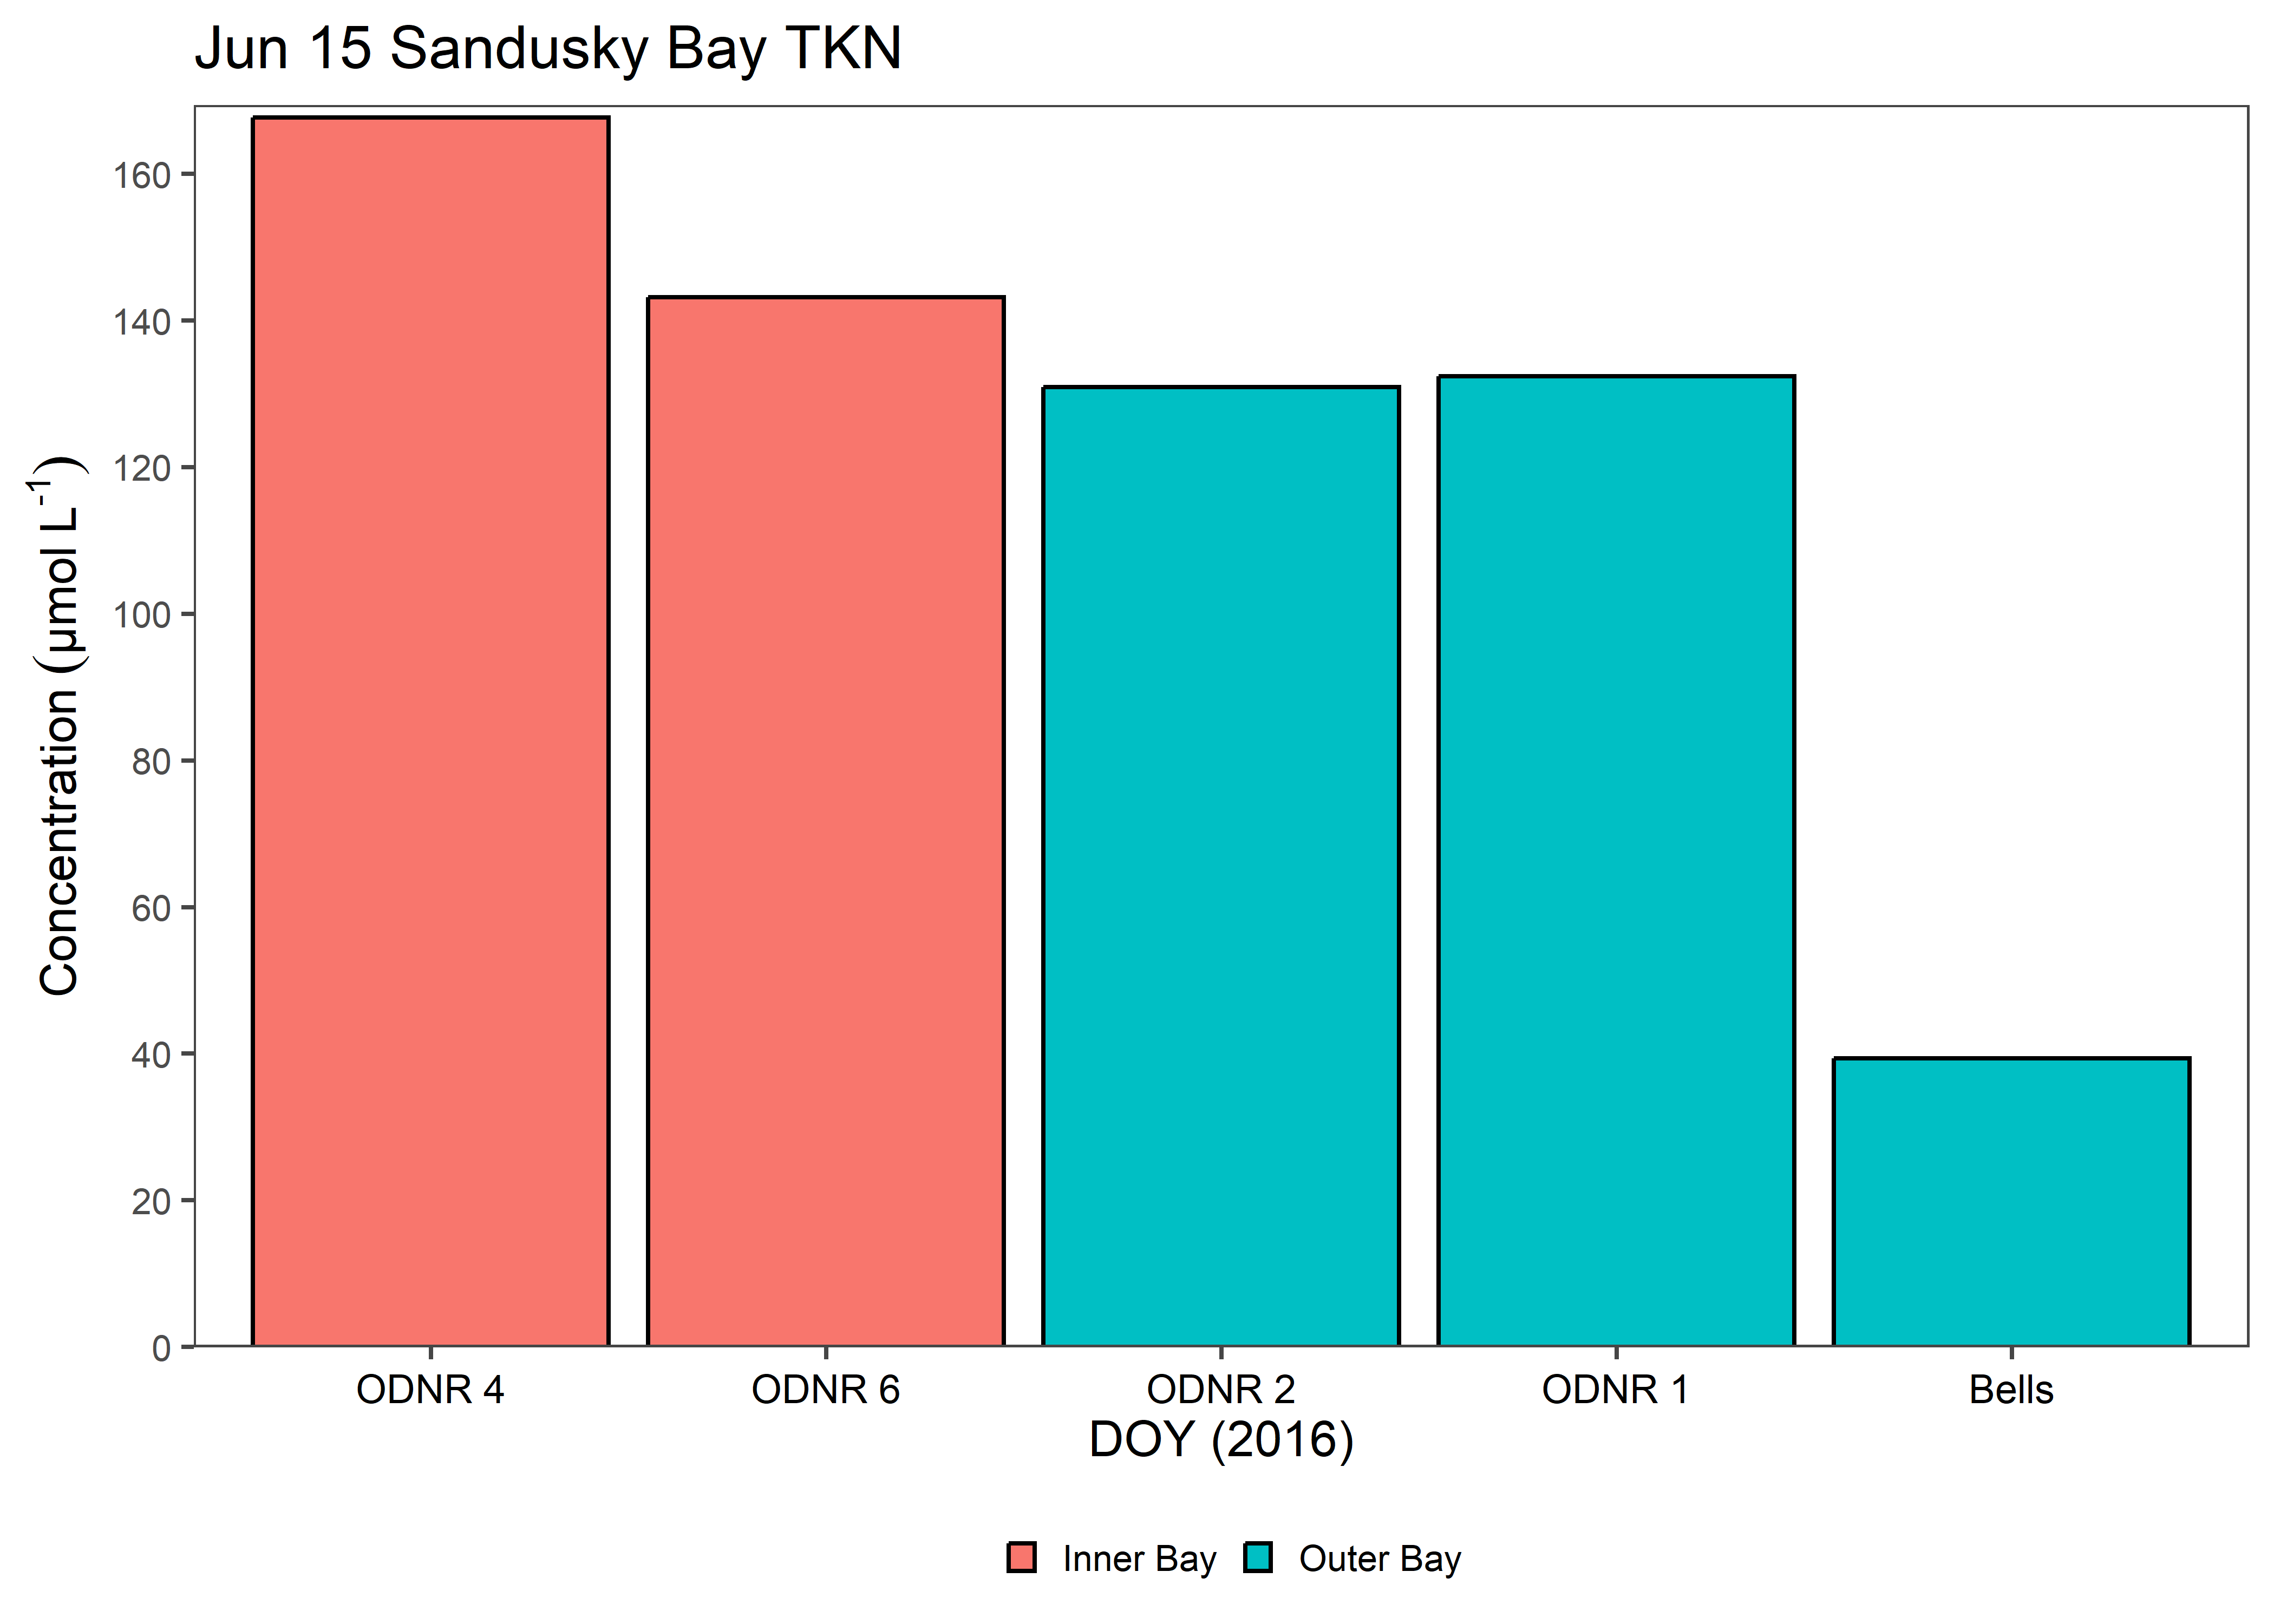 Jun 15 Sandusky Bay TKN
Concentration (µmol L⁻¹)
160
140
120
100
80
60
40
20
0
ODNR 4 ODNR 6 ODNR 2 ODNR 1 Bells
DOY (2016)
Inner Bay Outer Bay